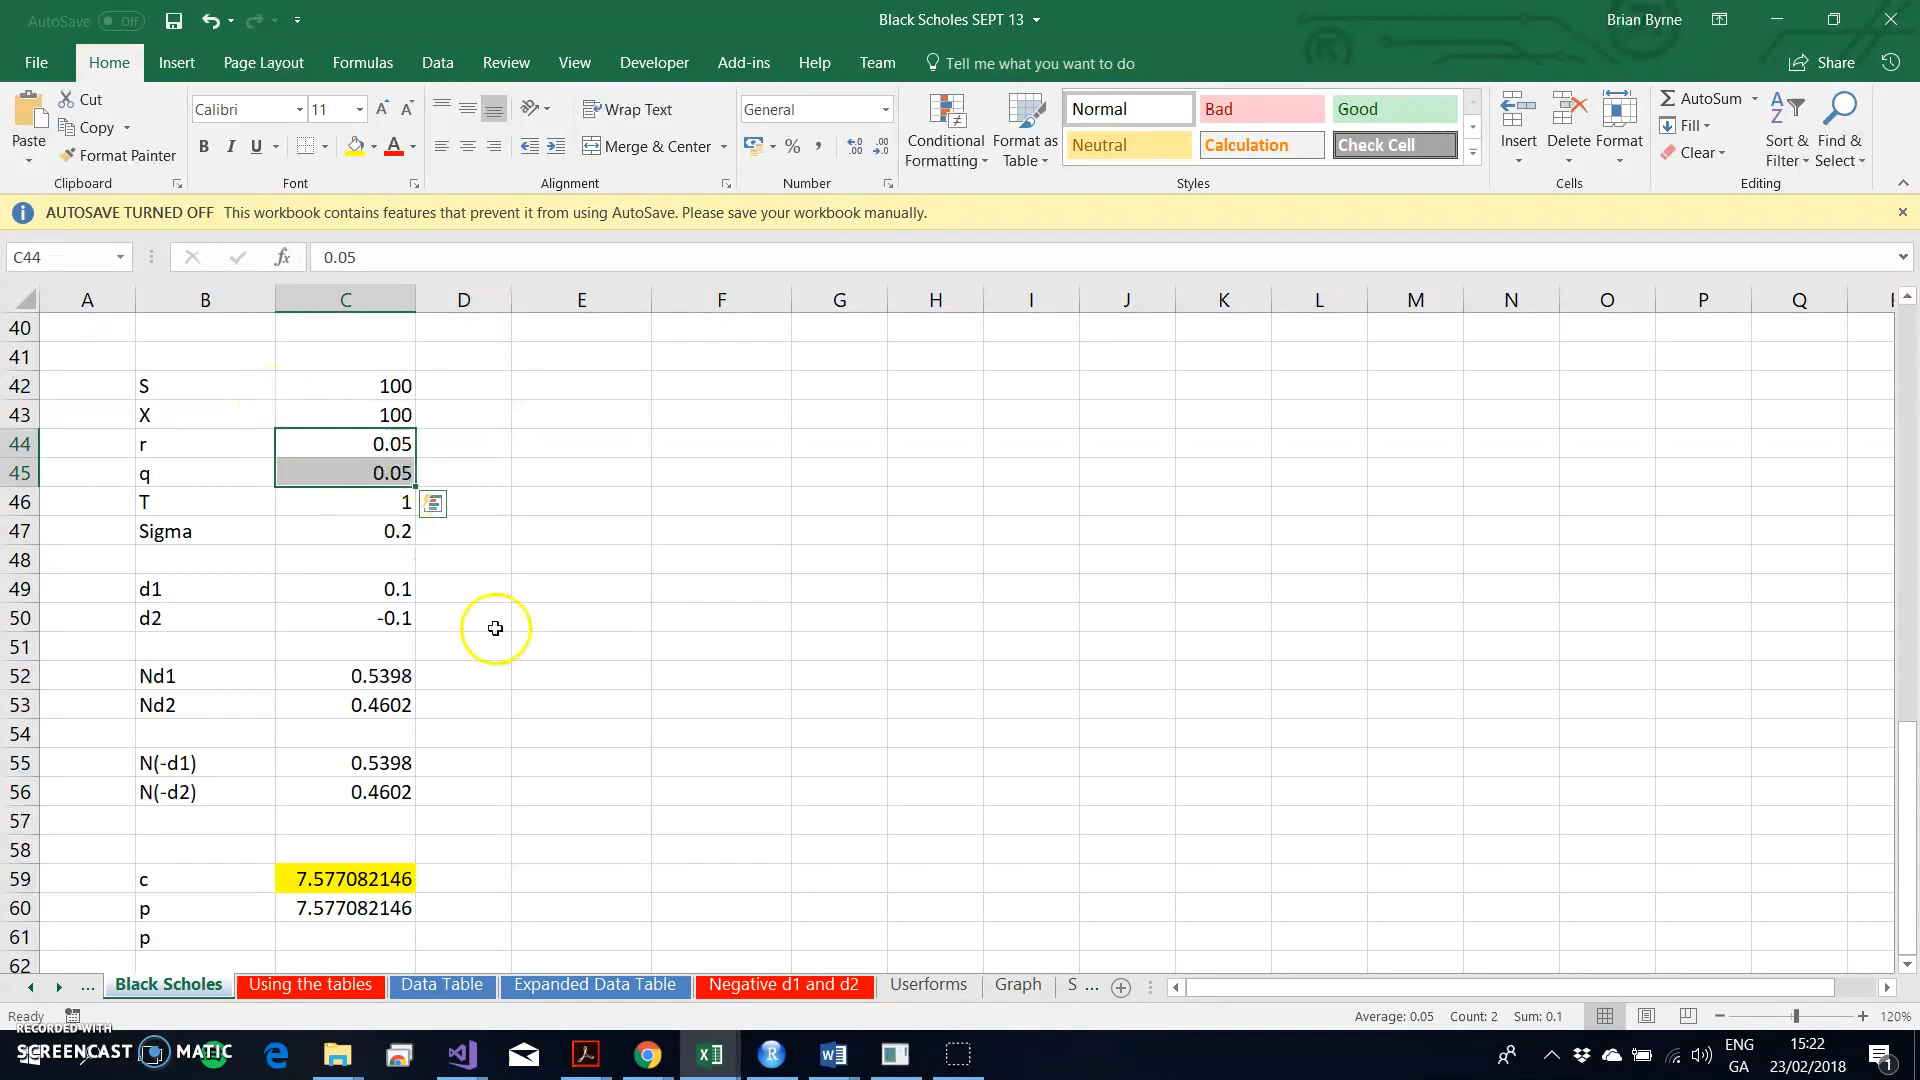 AutoSave Off
Black Scholes SEPT 13
Brian Byrne
File Home Insert Page Layout Formulas Data Review View Developer Add-ins Help Team Tell me what you want to do Share
Paste
Cut
Copy
Format Painter
Clipboard
Calibri 11
B I U
Font
Wrap Text
Merge & Center
Alignment
General
Number
Conditional Formatting
Format as Table
Normal Bad Good
Neutral Calculation Check Cell
Styles
Insert Delete Format
Cells
AutoSum
Fill
Clear
Sort & Filter
Find & Select
Editing
AUTOSAVE TURNED OFF This workbook contains features that prevent it from using AutoSave. Please save your workbook manually.
C44 fx 0.05
A B C D E F G H I J K L M N O P Q
40
41
42 S 100
43 X 100
44 r 0.05
45 q 0.05
46 T 1
47 Sigma 0.2
48
49 d1 0.1
50 d2 -0.1
51
52 Nd1 0.5398
53 Nd2 0.4602
54
55 N(-d1) 0.5398
56 N(-d2) 0.4602
57
58
59 c 7.577082146
60 p 7.577082146
61 p
62
... Black Scholes Using the tables Data Table Expanded Data Table Negative d1 and d2 Userforms Graph S ...
Ready Average: 0.05 Count: 2 Sum: 0.1 120%
RECORDED WITH
SCREENCAST MATIC
ENG
GA
15:22
23/02/2018
1